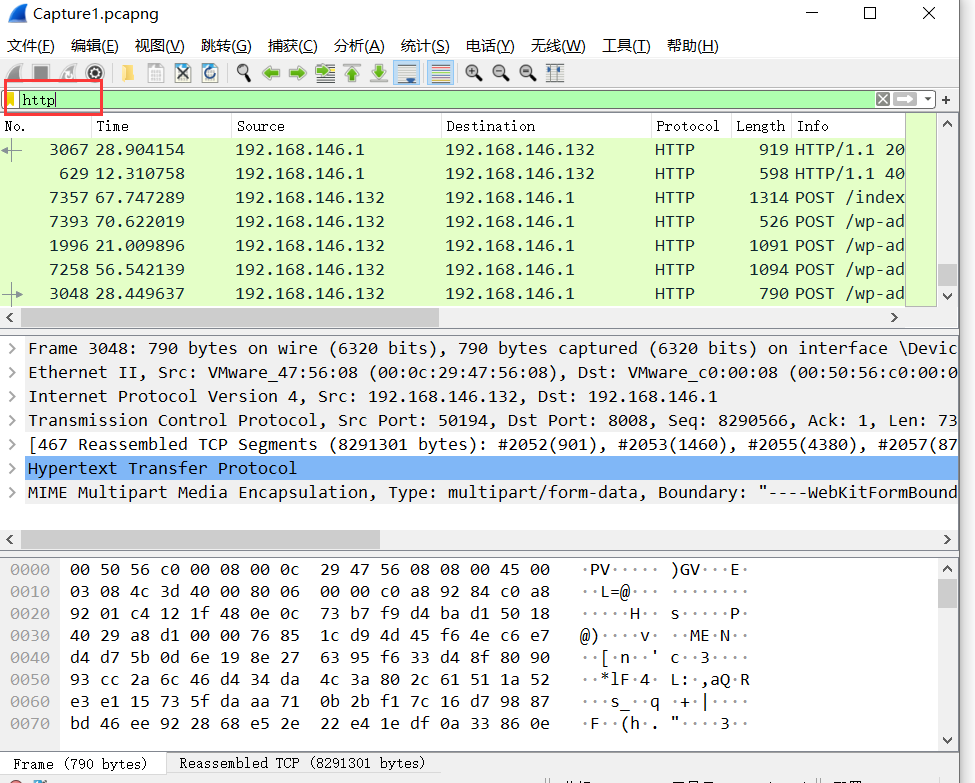 Capture1.pcapng
文件(F) 编辑(E) 视图(V) 跳转(G) 捕获(C) 分析(A) 统计(S) 电话(Y) 无线(W) 工具(T) 帮助(H)
http
No. Time Source Destination Protocol Length Info
3067 28.904154 192.168.146.1 192.168.146.132 HTTP 919 HTTP/1.1 20
629 12.310758 192.168.146.1 192.168.146.132 HTTP 598 HTTP/1.1 40
7357 67.747289 192.168.146.132 192.168.146.1 HTTP 1314 POST /index
7393 70.622019 192.168.146.132 192.168.146.1 HTTP 526 POST /wp-ad
1996 21.009896 192.168.146.132 192.168.146.1 HTTP 1091 POST /wp-ad
7258 56.542139 192.168.146.132 192.168.146.1 HTTP 1094 POST /wp-ad
3048 28.449637 192.168.146.132 192.168.146.1 HTTP 790 POST /wp-ad
Frame 3048: 790 bytes on wire (6320 bits), 790 bytes captured (6320 bits) on interface \Devic
Ethernet II, Src: VMware_47:56:08 (00:0c:29:47:56:08), Dst: VMware_c0:00:08 (00:50:56:c0:00:0
Internet Protocol Version 4, Src: 192.168.146.132, Dst: 192.168.146.1
Transmission Control Protocol, Src Port: 50194, Dst Port: 8008, Seq: 8290566, Ack: 1, Len: 73
[467 Reassembled TCP Segments (8291301 bytes): #2052(901), #2053(1460), #2055(4380), #2057(87
Hypertext Transfer Protocol
MIME Multipart Media Encapsulation, Type: multipart/form-data, Boundary: "----WebKitFormBound
0000 00 50 56 c0 00 08 00 0c 29 47 56 08 08 00 45 00 ·PV····· )GV···E·
0010 03 08 4c 3d 40 00 80 06 00 00 c0 a8 92 84 c0 a8 ··L=@··· ········
0020 92 01 c4 12 1f 48 0e 0c 73 b7 f9 d4 ba d1 50 18 ·····H·· s·····P·
0030 40 29 a8 d1 00 00 76 85 1c d9 4d 45 f6 4e c6 e7 @)····v· ··ME·N··
0040 d4 d7 5b 0d 6e 19 8e 27 63 95 f6 33 d4 8f 80 90 ··[·n··' c··3····
0050 93 cc 2a 6c 46 d4 34 da 4c 3a 80 2c 61 51 1a 52 ··*lF·4· L:·,aQ·R
0060 e3 e1 15 73 5f da aa 71 0b 2b f1 7c 16 d7 98 87 ···s_··q ·+·|····
0070 bd 46 ee 92 28 68 e5 2e 22 e4 1e df 0a 33 86 0e ·F··(h·. "····3··
Frame (790 bytes) Reassembled TCP (8291301 bytes)